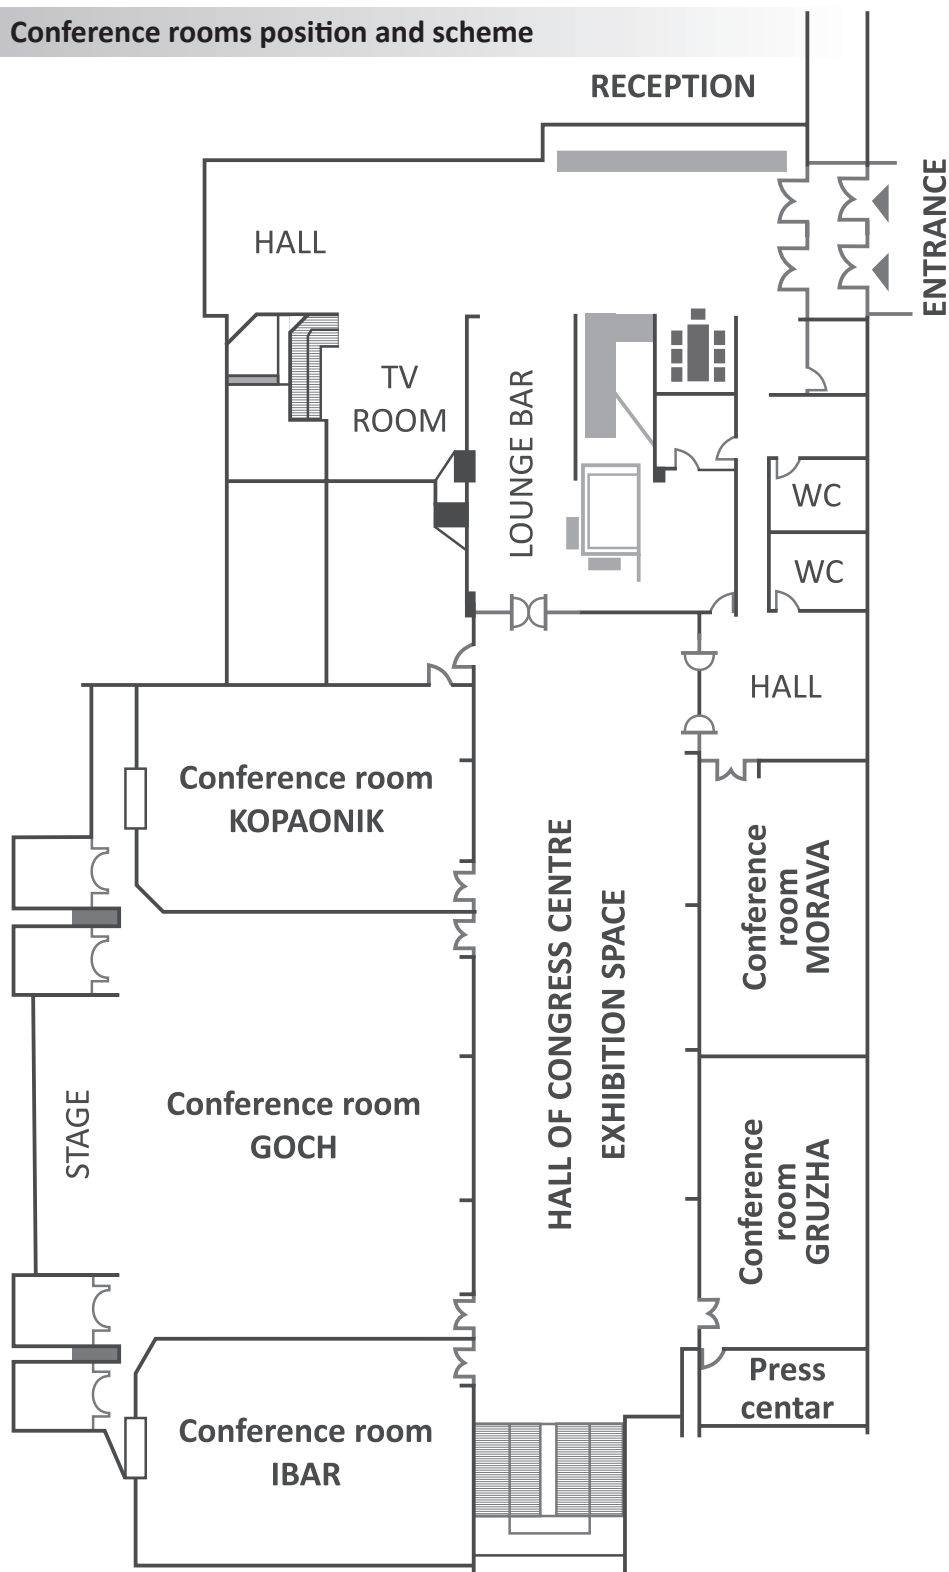 Conference rooms position and scheme
RECEPTION
ENTRANCE
HALL
TV
ROOM
LOUNGE BAR
WC
WC
HALL
Conference room
KOPAONIK
HALL OF CONGRESS CENTRE
EXHIBITION SPACE
Conference
room
MORAVA
STAGE
Conference room
GOCH
Conference
room
GRUZHA
Press
centar
Conference room
IBAR